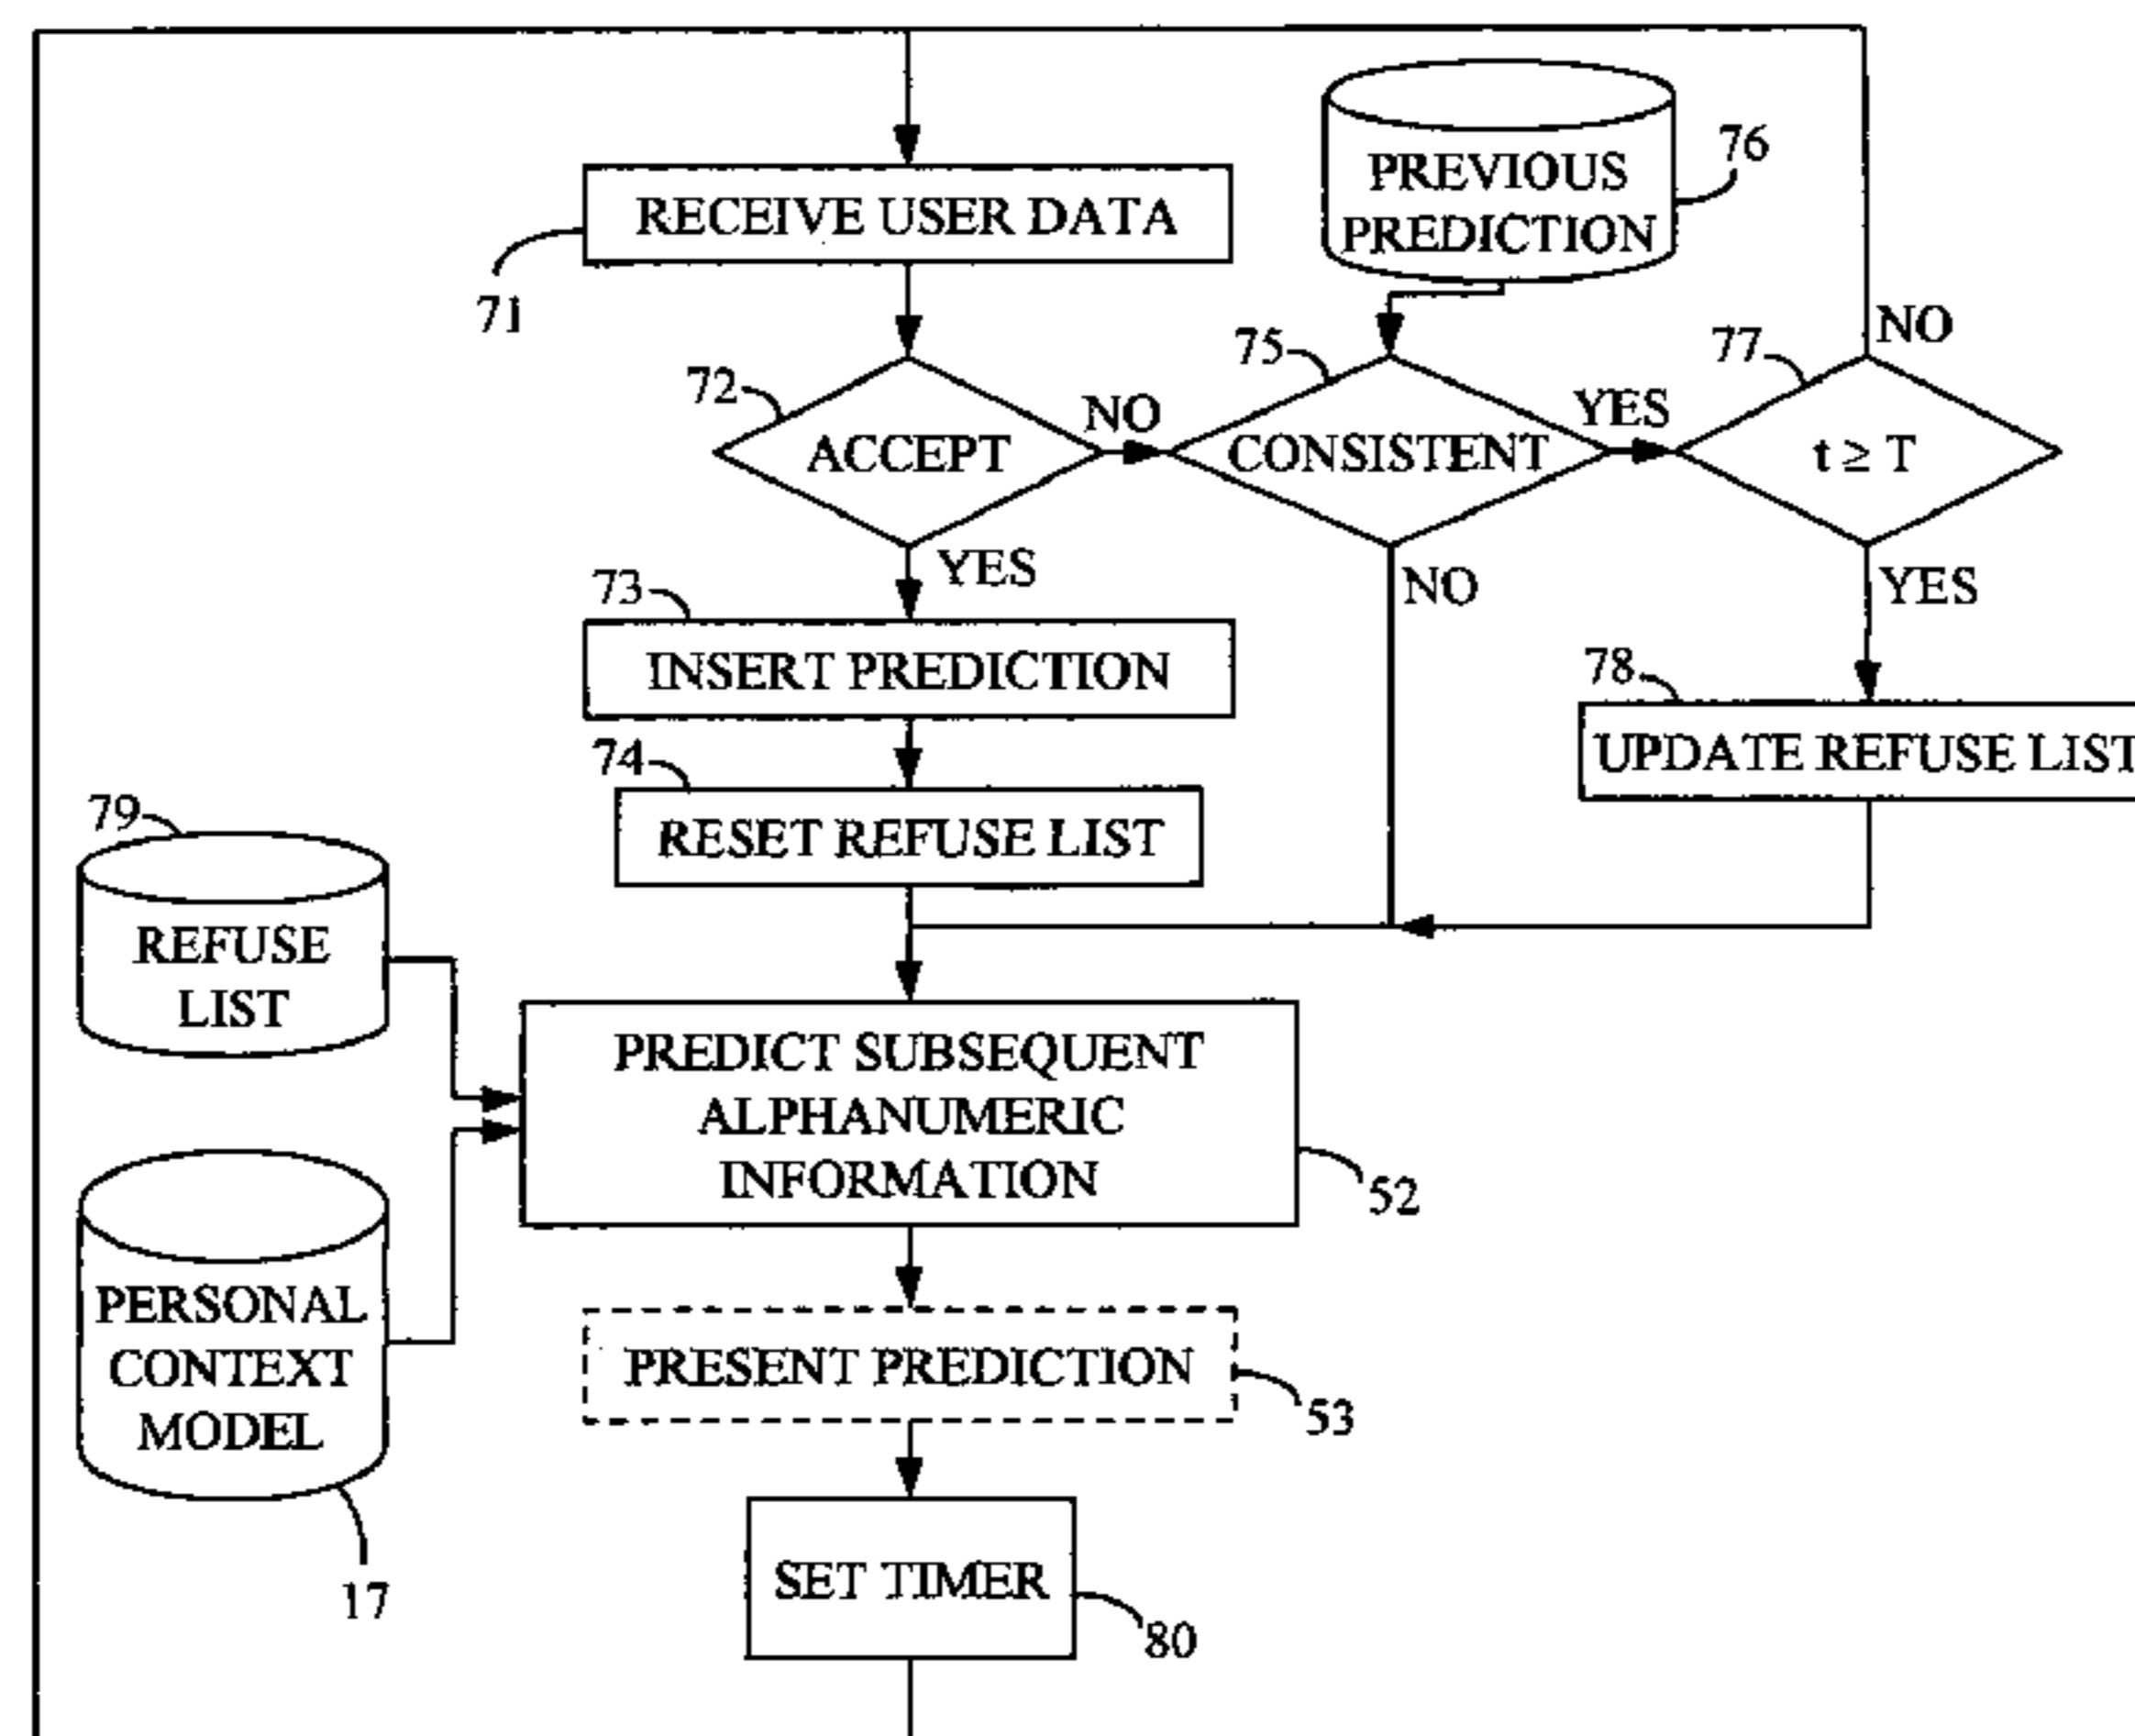 RECEIVE USER DATA
71
PREVIOUS
PREDICTION
76
72
ACCEPT
NO
YES
75
CONSISTENT
YES
NO
77
t ≥ T
NO
YES
73
INSERT PREDICTION
74
RESET REFUSE LIST
78
UPDATE REFUSE LIST
79
REFUSE
LIST
PREDICT SUBSEQUENT
ALPHANUMERIC
INFORMATION
52
PERSONAL
CONTEXT
MODEL
17
PRESENT PREDICTION
53
SET TIMER
80